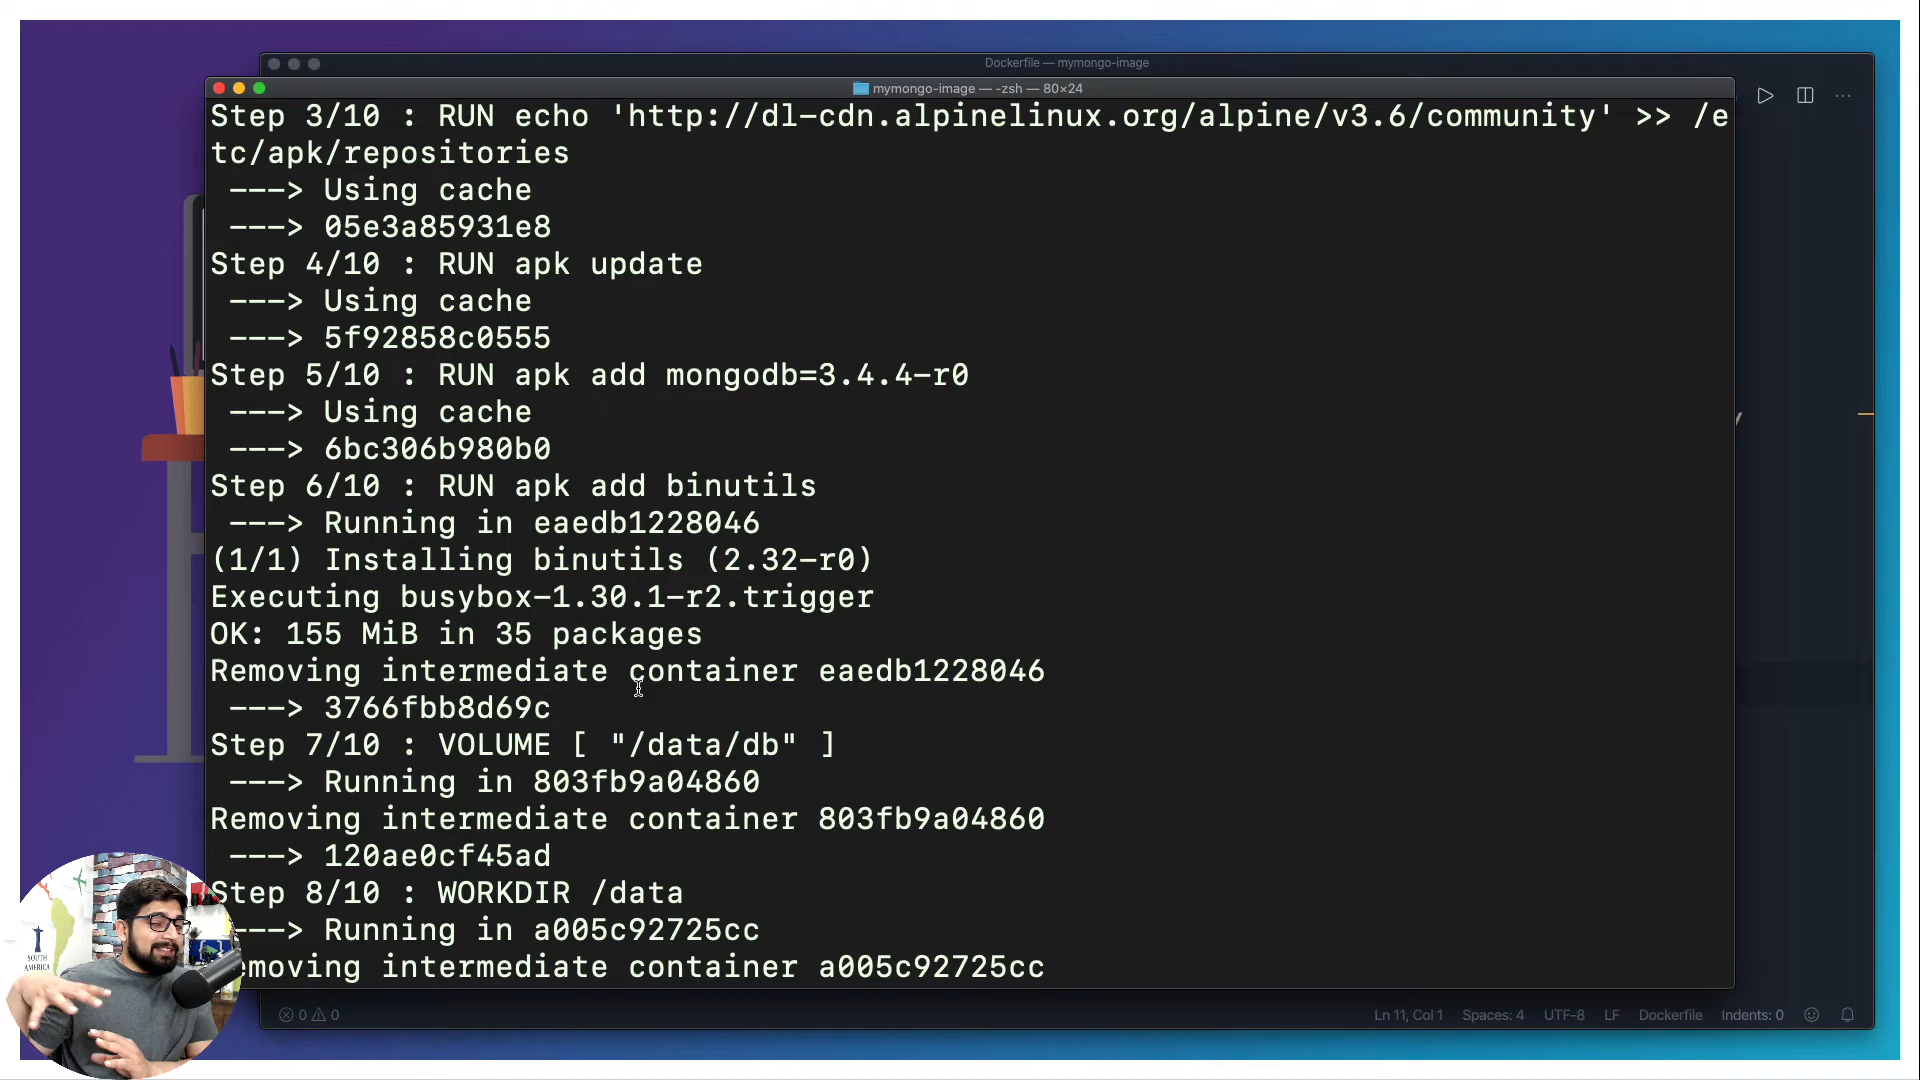 Dockerfile — mymongo-image
mymongo-image — -zsh — 80×24
Step 3/10 : RUN echo 'http://dl-cdn.alpinelinux.org/alpine/v3.6/community' >> /e
tc/apk/repositories
---> Using cache
---> 05e3a85931e8
Step 4/10 : RUN apk update
---> Using cache
---> 5f92858c0555
Step 5/10 : RUN apk add mongodb=3.4.4-r0
---> Using cache
---> 6bc306b980b0
Step 6/10 : RUN apk add binutils
---> Running in eaedb1228046
(1/1) Installing binutils (2.32-r0)
Executing busybox-1.30.1-r2.trigger
OK: 155 MiB in 35 packages
Removing intermediate container eaedb1228046
---> 3766fbb8d69c
Step 7/10 : VOLUME [ "/data/db" ]
---> Running in 803fb9a04860
Removing intermediate container 803fb9a04860
---> 120ae0cf45ad
Step 8/10 : WORKDIR /data
---> Running in a005c92725cc
emoving intermediate container a005c92725cc
SOUTH
AMERICA
0 0
Ln 11, Col 1 Spaces: 4 UTF-8 LF Dockerfile Indents: 0